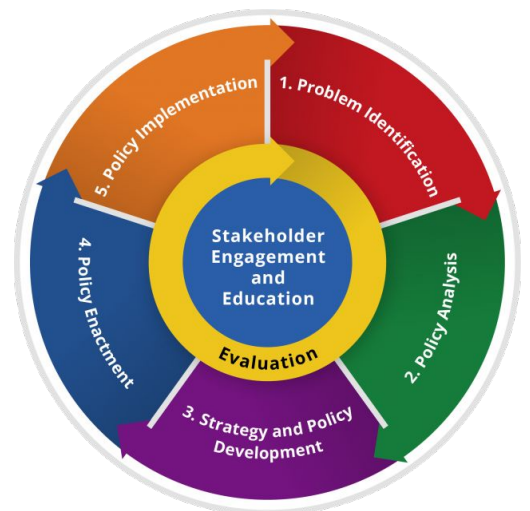 1. Problem Identification
2. Policy Analysis
3. Strategy and Policy
Development
4. Policy Enactment
5. Policy Implementation
Stakeholder
Engagement
and
Education
Evaluation